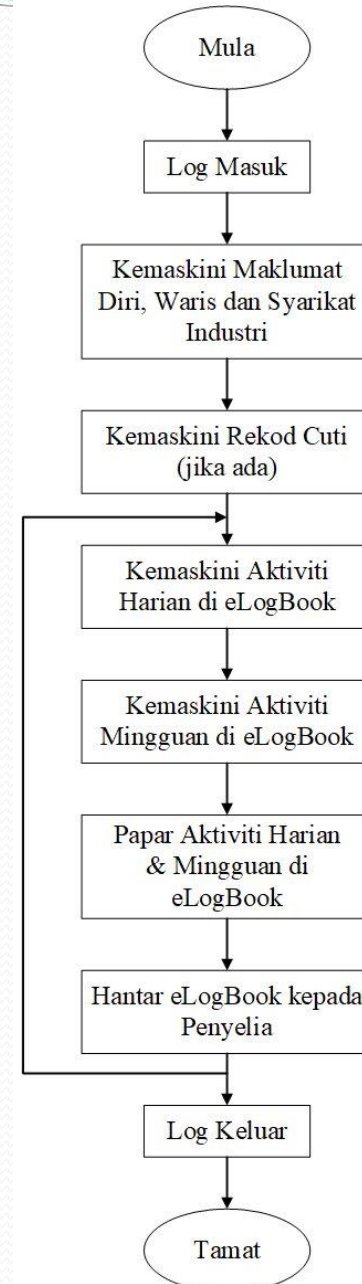 Mula
Log Masuk
Kemaskini Maklumat
Diri, Waris dan Syarikat
Industri
Kemaskini Rekod Cuti
(jika ada)
Kemaskini Aktiviti
Harian di eLogBook
Kemaskini Aktiviti
Mingguan di eLogBook
Papar Aktiviti Harian
& Mingguan di
eLogBook
Hantar eLogBook kepada
Penyelia
Log Keluar
Tamat